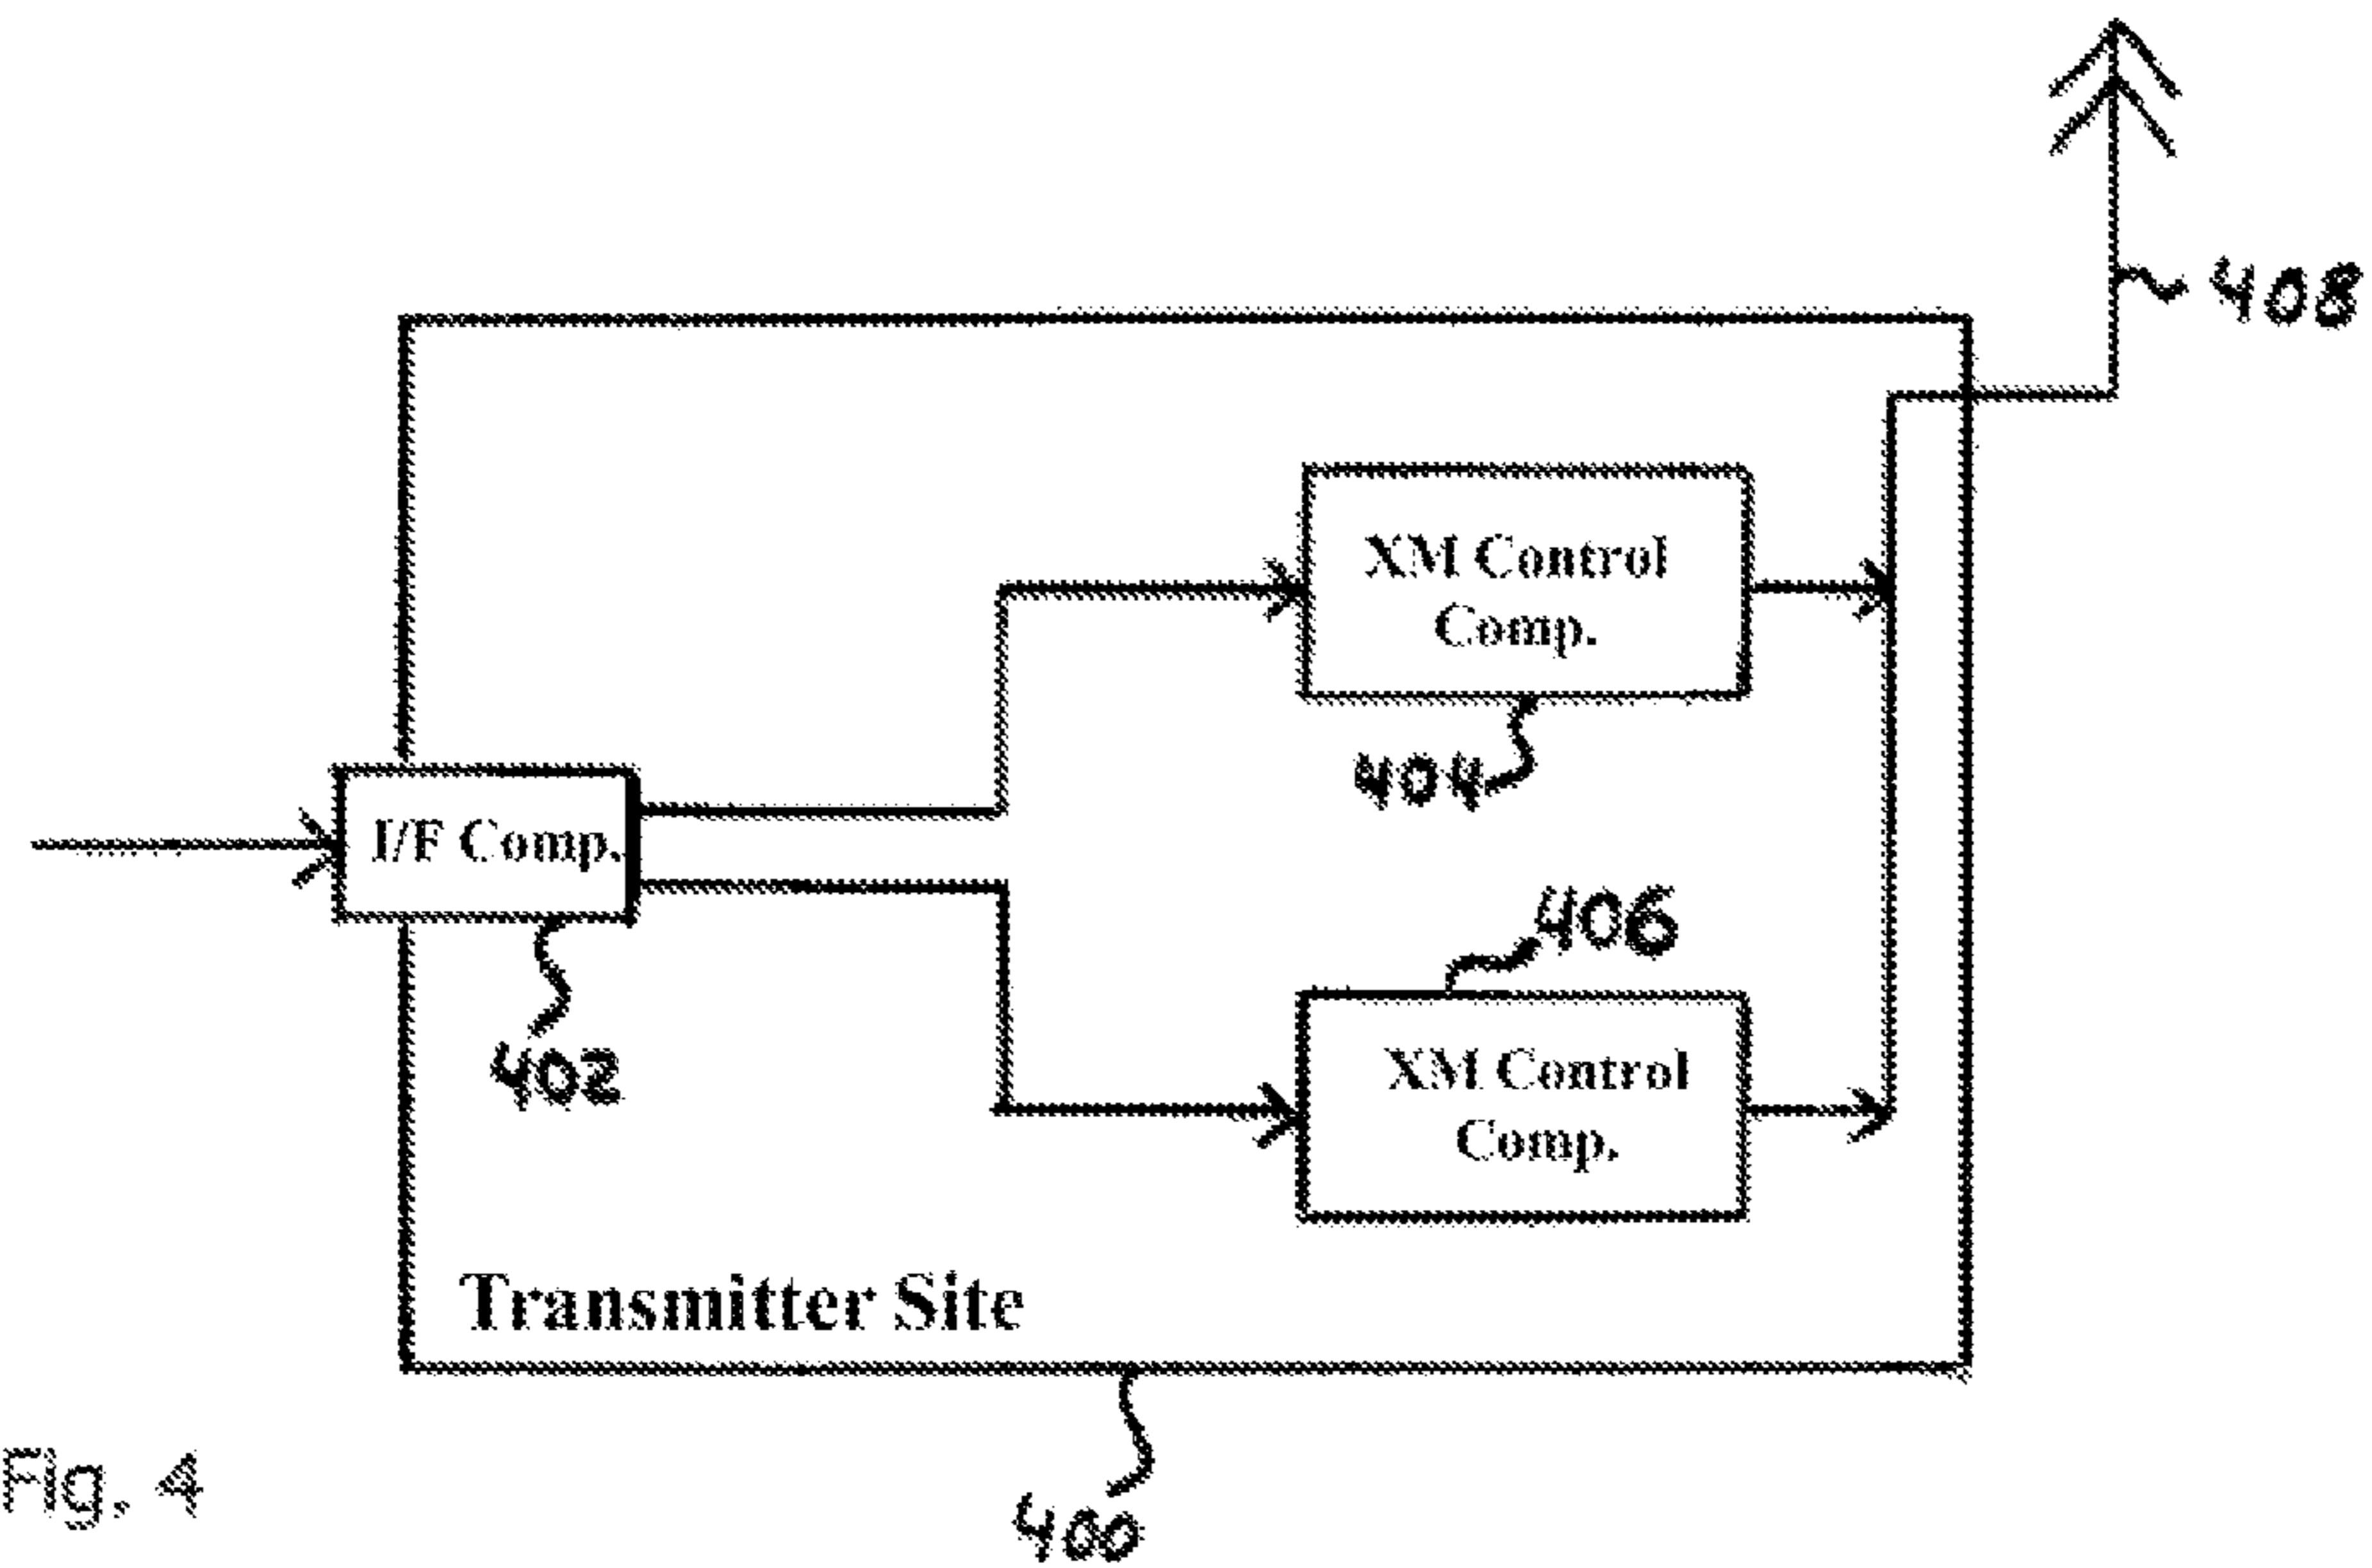 408
XM Control
Comp.
404
I/F Comp.
406
402
XM Control
Comp.
Transmitter Site
Fig. 4
400